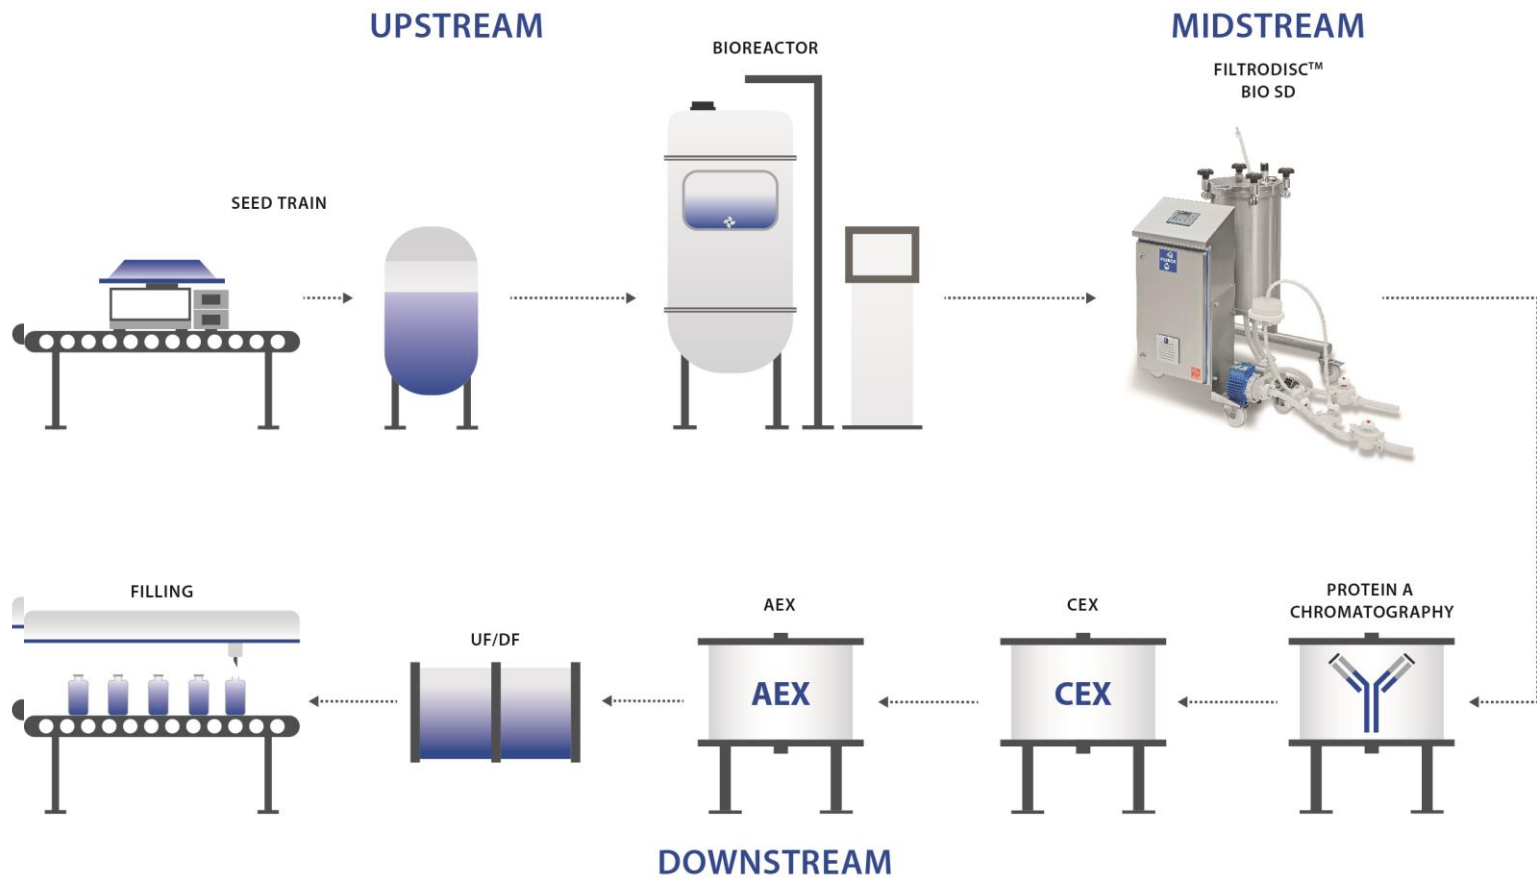 UPSTREAM
MIDSTREAM
BIOREACTOR
FILTRODISC™
BIO SD
SEED TRAIN
FILLING
UF/DF
AEX
CEX
PROTEIN A
CHROMATOGRAPHY
AEX
CEX
DOWNSTREAM